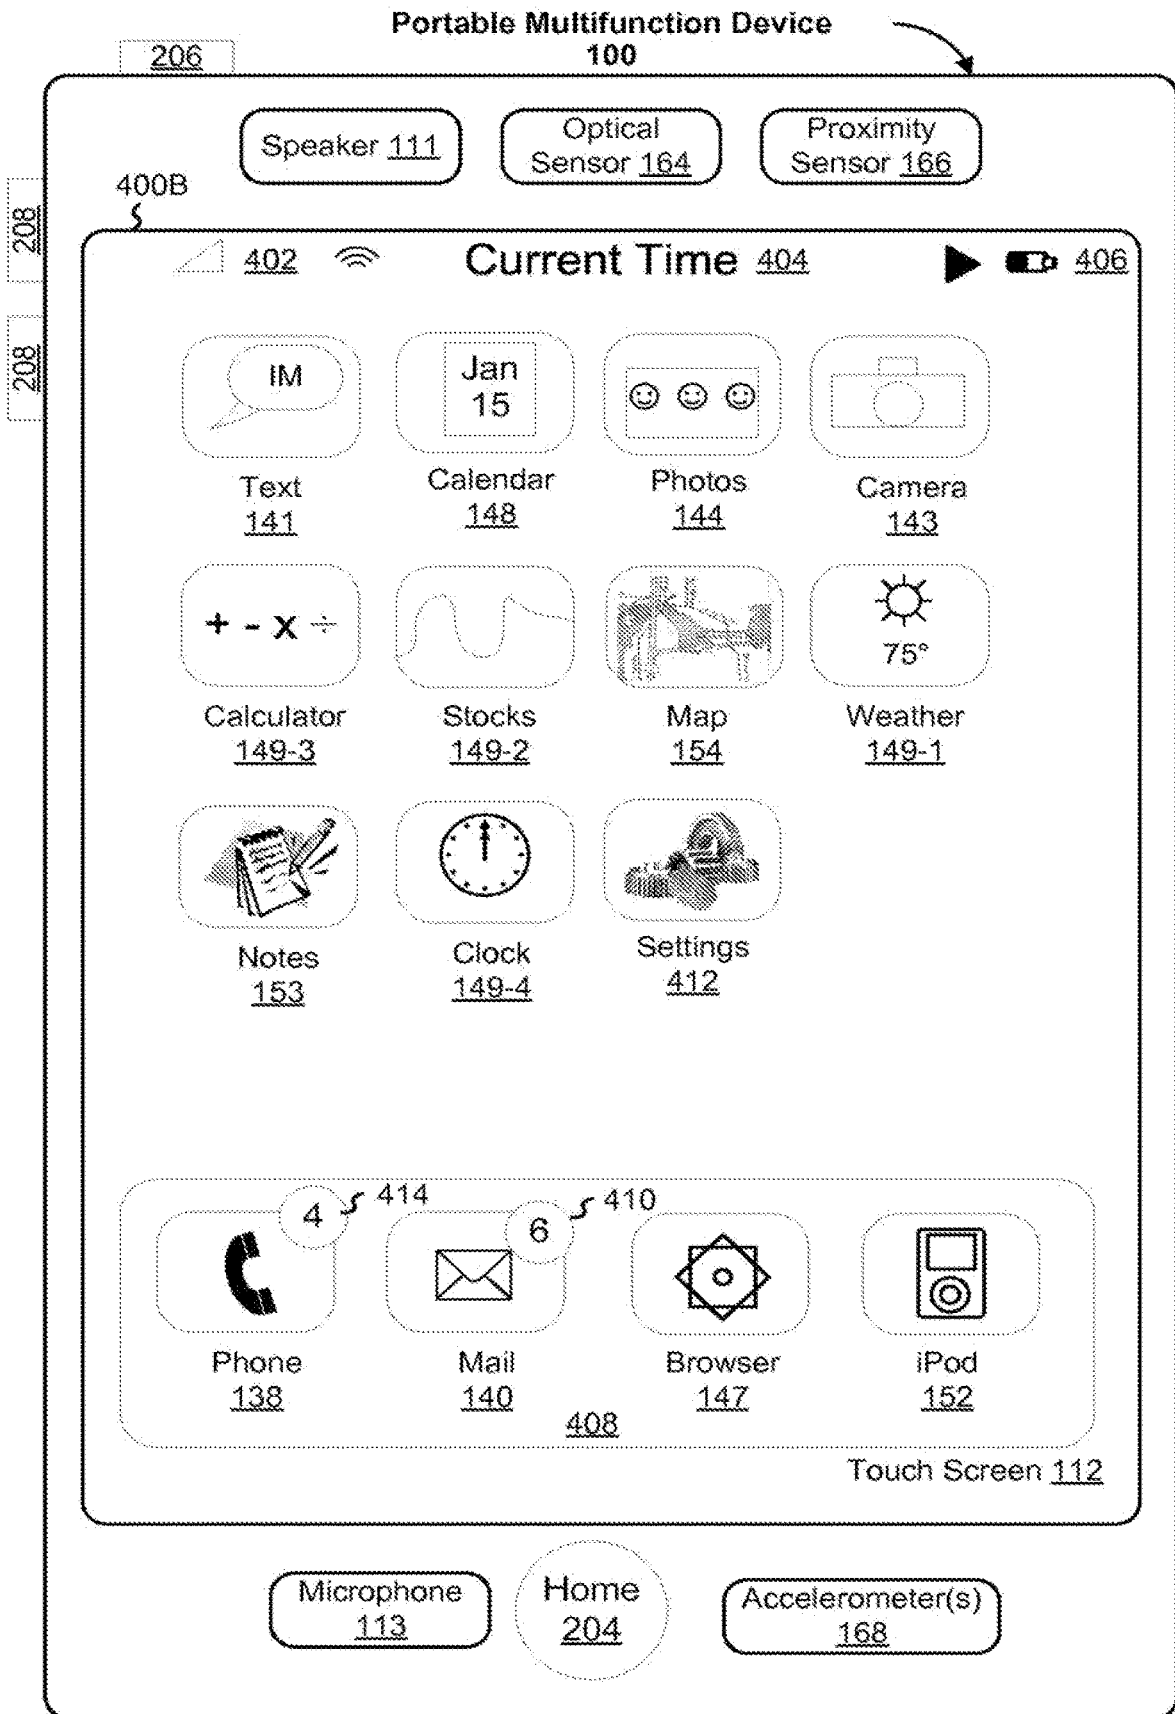 Portable Multifunction Device
100
206
Speaker 111
Optical
Sensor 164
Proximity
Sensor 166
400B
208
208
402
Current Time 404
406
IM
Jan
15
Text
141
Calendar
148
Photos
144
Camera
143
+ - x ÷
75°
Calculator
149-3
Stocks
149-2
Map
154
Weather
149-1
Notes
153
Clock
149-4
Settings
412
4
414
6
410
Phone
138
Mail
140
Browser
147
iPod
152
408
Touch Screen 112
Microphone
113
Home
204
Accelerometer(s)
168